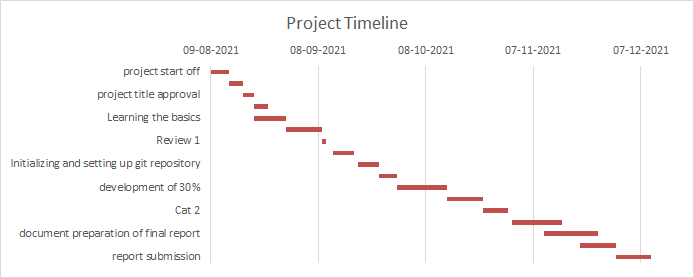 Project Timeline
09-08-2021 08-09-2021 08-10-2021 07-11-2021 07-12-2021
project start off
project title approval
Learning the basics
Review 1
Initializing and setting up git repository
development of 30%
Cat 2
document preparation of final report
report submission